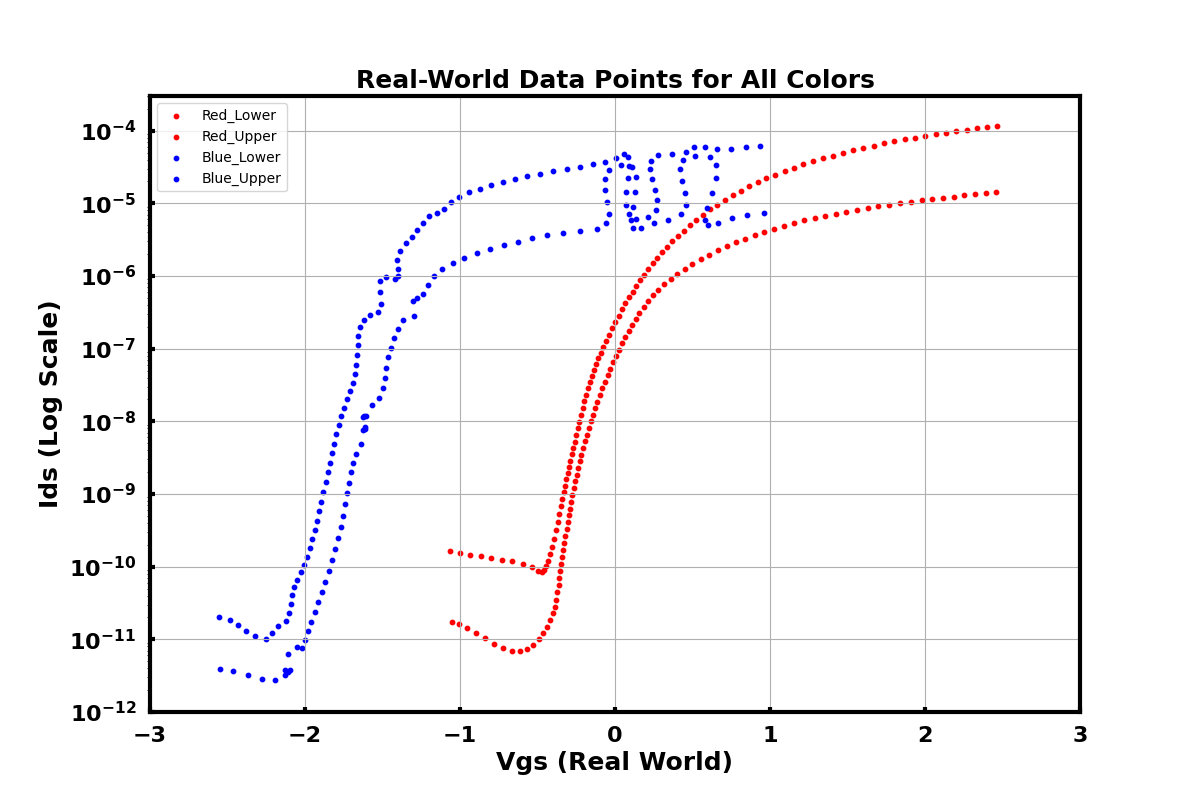 Real-World Data Points for All Colors
Red_Lower
Red_Upper
Blue_Lower
Blue_Upper
Ids (Log Scale)
10⁻⁴
10⁻⁵
10⁻⁶
10⁻⁷
10⁻⁸
10⁻⁹
10⁻¹⁰
10⁻¹¹
10⁻¹²
−3 −2 −1 0 1 2 3
Vgs (Real World)